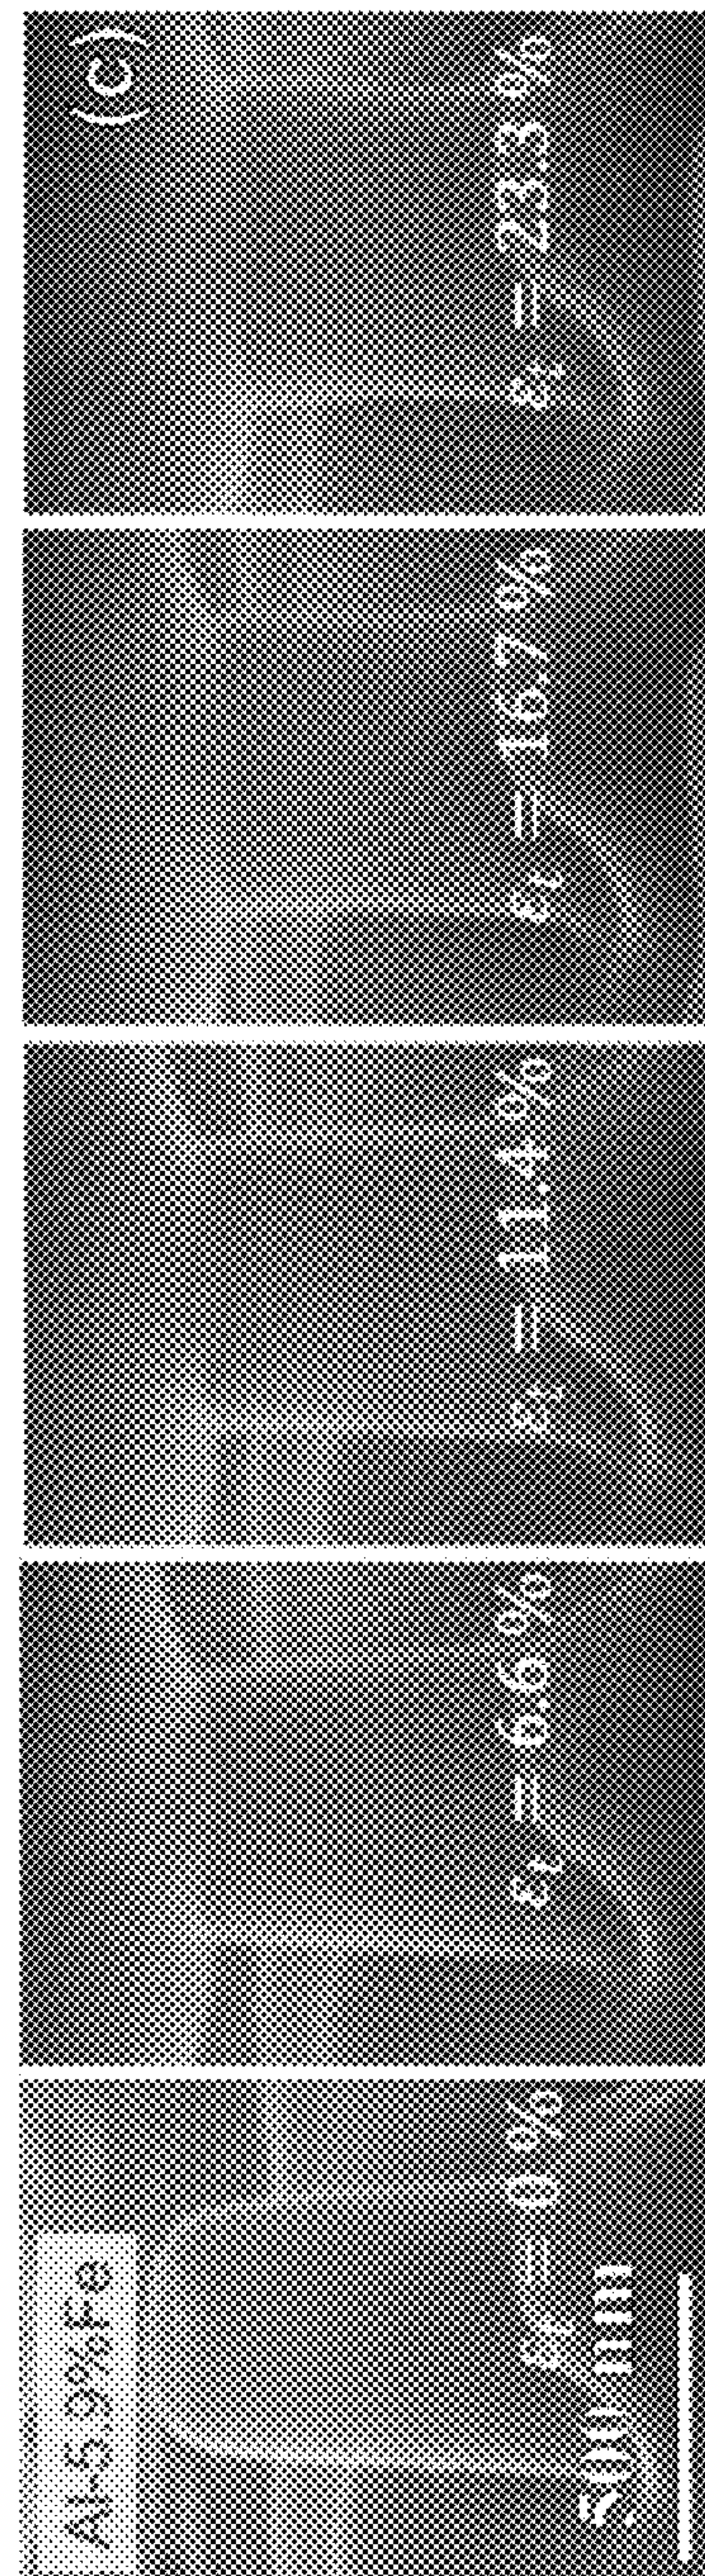 Al-5.9%Fe
εt = 0 %
500 nm
εt = 6.6 %
εt = 11.4 %
εt = 16.7 %
(c)
εt = 23.3 %